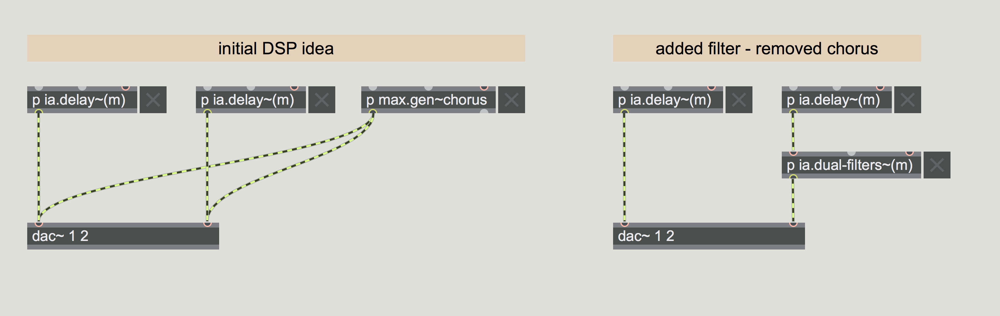 initial DSP idea
added filter - removed chorus
p ia.delay~(m)
p ia.delay~(m)
p max.gen~chorus
p ia.delay~(m)
p ia.delay~(m)
p ia.dual-filters~(m)
dac~ 1 2
dac~ 1 2